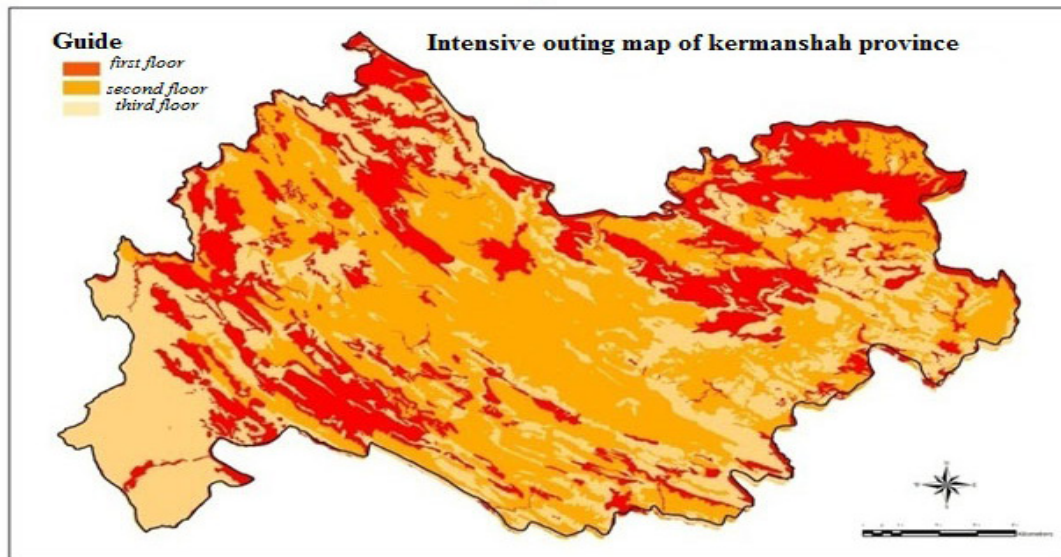 Guide
Intensive outing map of kermanshah province
first floor
second floor
third floor